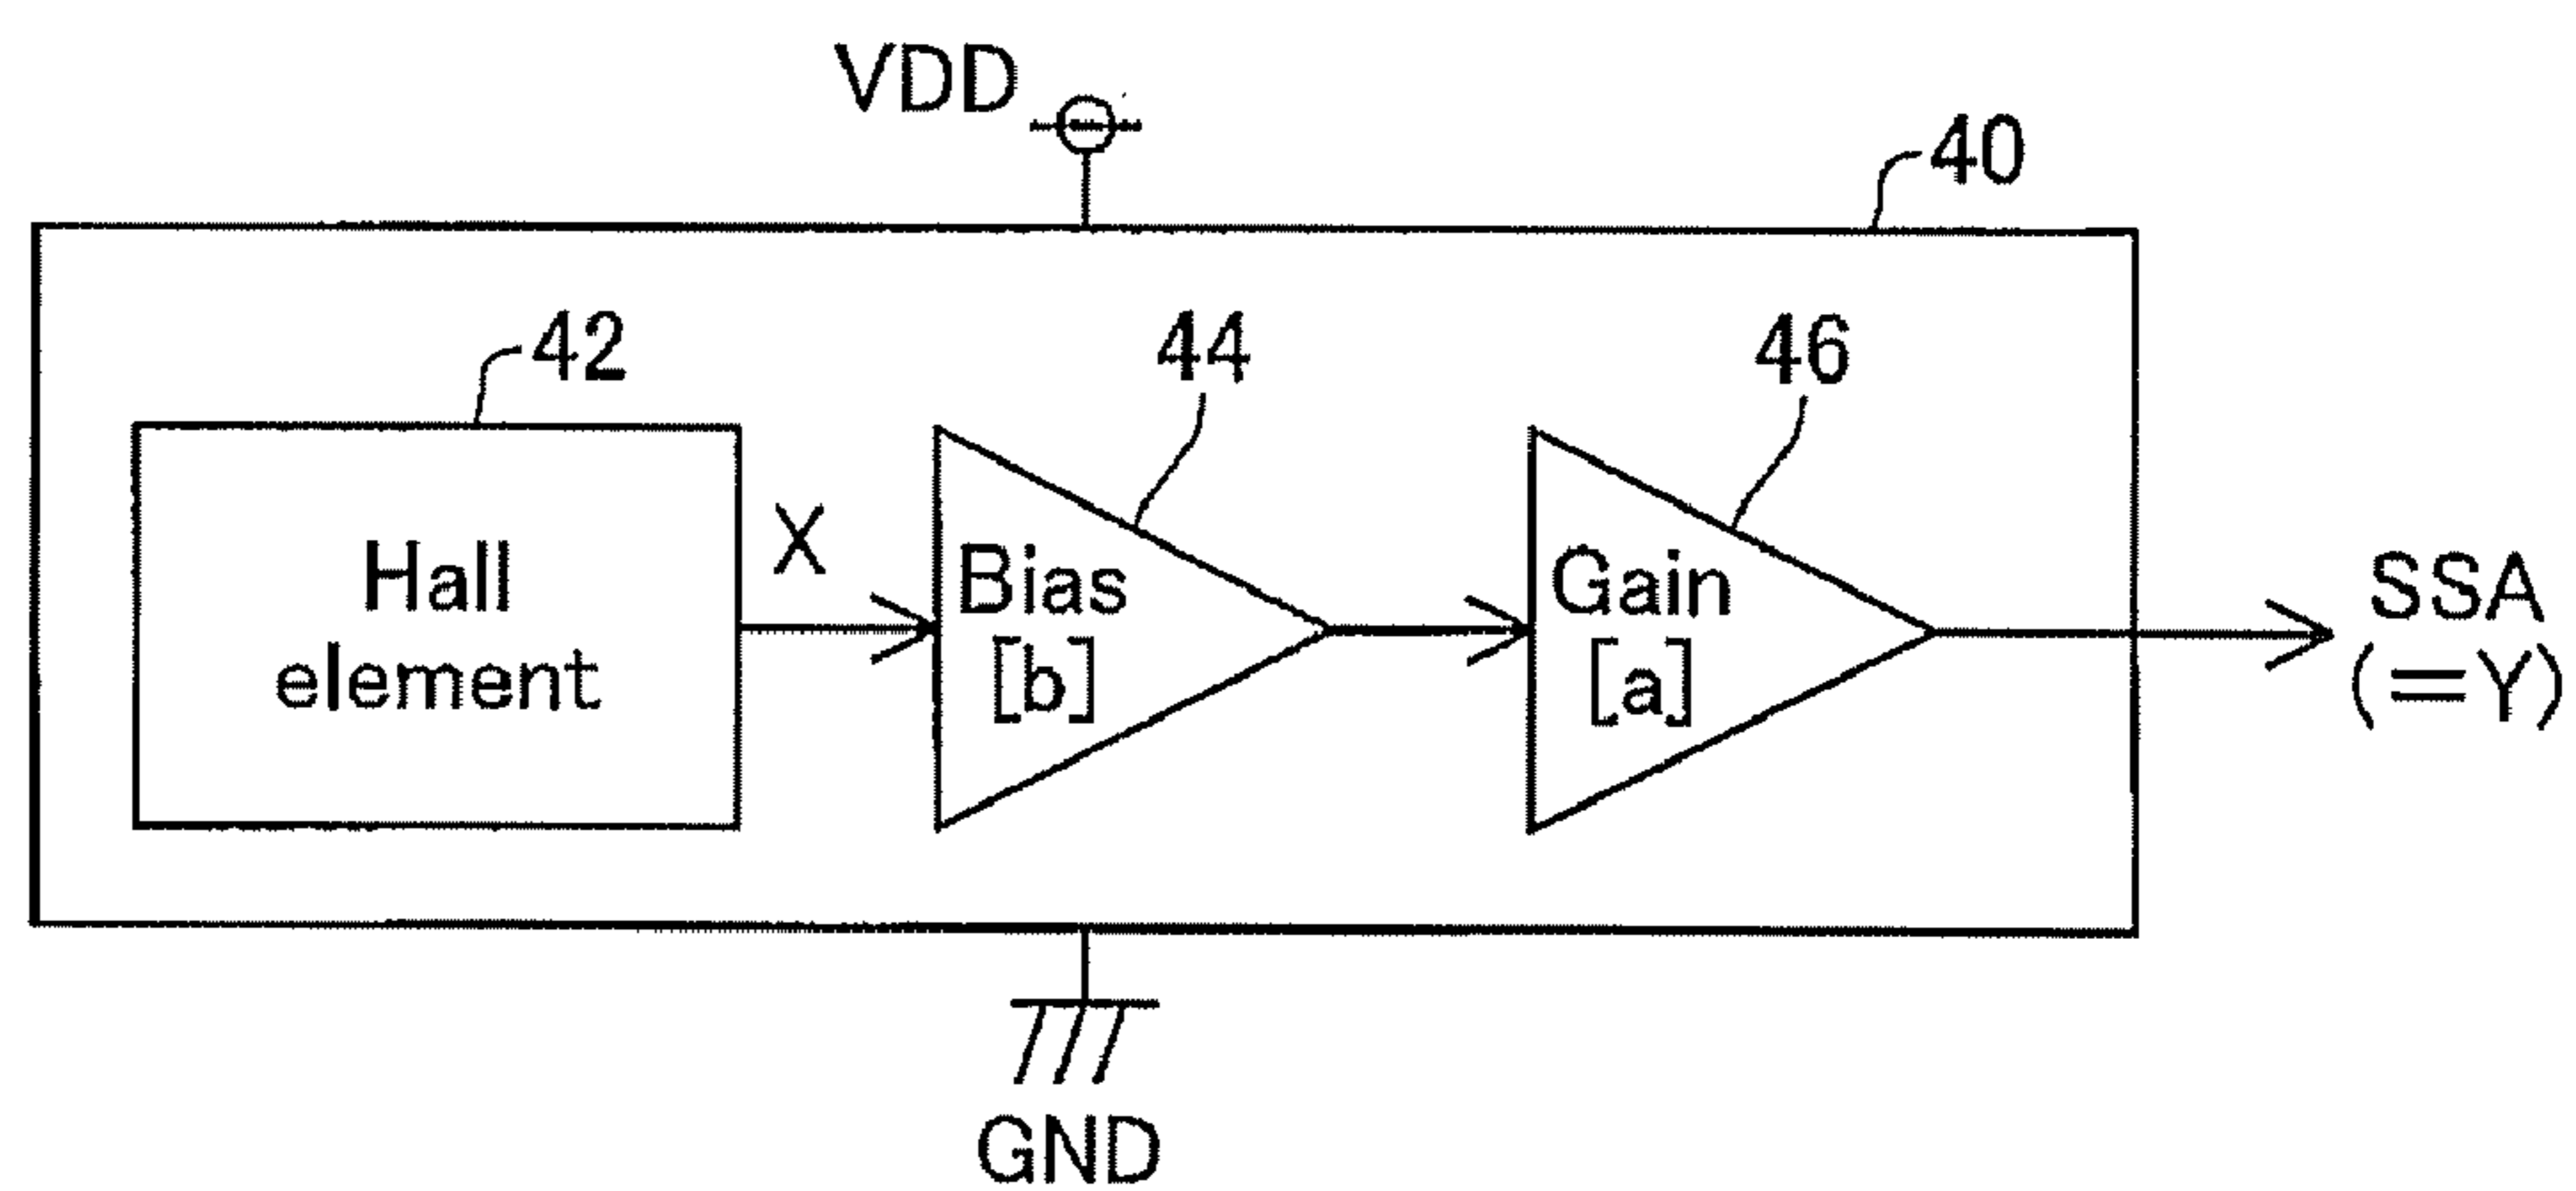 VDD
40
42
44
46
Hall
element
X
Bias
[b]
Gain
[a]
SSA
(=Y)
GND